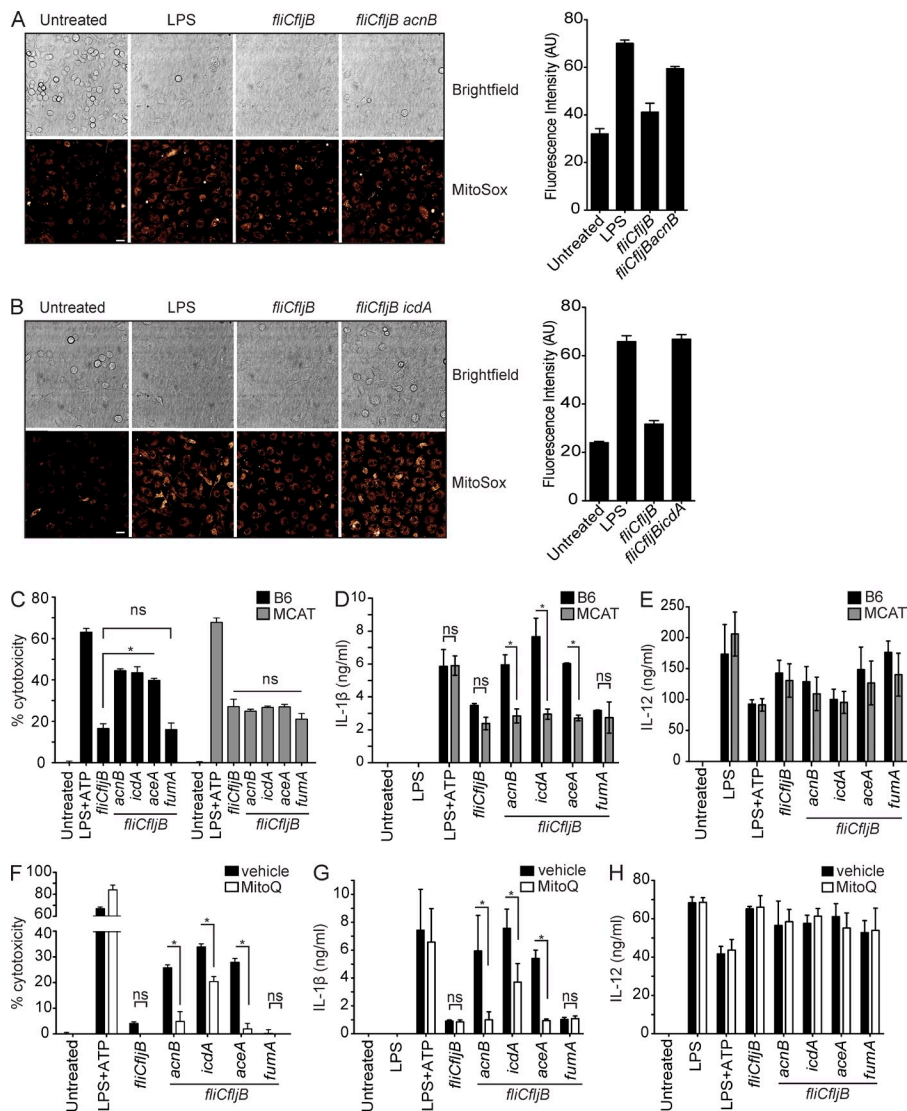 A
Untreated LPS fliCfljB fliCfljB acnB
Brightfield
MitoSox
Fluorescence Intensity (AU)
80
60
40
20
0
Untreated
LPS
fliCfljB
fliCfljBacnB
B
Untreated LPS fliCfljB fliCfljB icdA
Brightfield
MitoSox
Fluorescence Intensity (AU)
80
60
40
20
0
Untreated
LPS
fliCfljB
fliCfljBicdA
C
B6
MCAT
% cytotoxicity
80
60
40
20
0
ns
*
ns
Untreated
LPS+ATP
fliCfljB
acnB
icdA
aceA
fumA
fliCfljB
Untreated
LPS+ATP
fliCfljB
acnB
icdA
aceA
fumA
fliCfljB
D
B6
MCAT
IL-1β (ng/ml)
10
8
6
4
2
0
ns
ns
*
*
*
ns
Untreated
LPS
LPS+ATP
fliCfljB
acnB
icdA
aceA
fumA
fliCfljB
E
B6
MCAT
IL-12 (ng/ml)
300
250
200
150
100
50
0
Untreated
LPS
LPS+ATP
fliCfljB
acnB
icdA
aceA
fumA
fliCfljB
F
vehicle
MitoQ
% cytotoxicity
100
80
60
40
30
20
10
0
ns
*
*
*
ns
Untreated
LPS+ATP
fliCfljB
acnB
icdA
aceA
fumA
fliCfljB
G
vehicle
MitoQ
IL-1β (ng/ml)
10
8
6
4
2
0
ns
*
*
*
ns
Untreated
LPS
LPS+ATP
fliCfljB
acnB
icdA
aceA
fumA
fliCfljB
H
vehicle
MitoQ
IL-12 (ng/ml)
100
80
60
40
20
0
Untreated
LPS
LPS+ATP
fliCfljB
acnB
icdA
aceA
fumA
fliCfljB